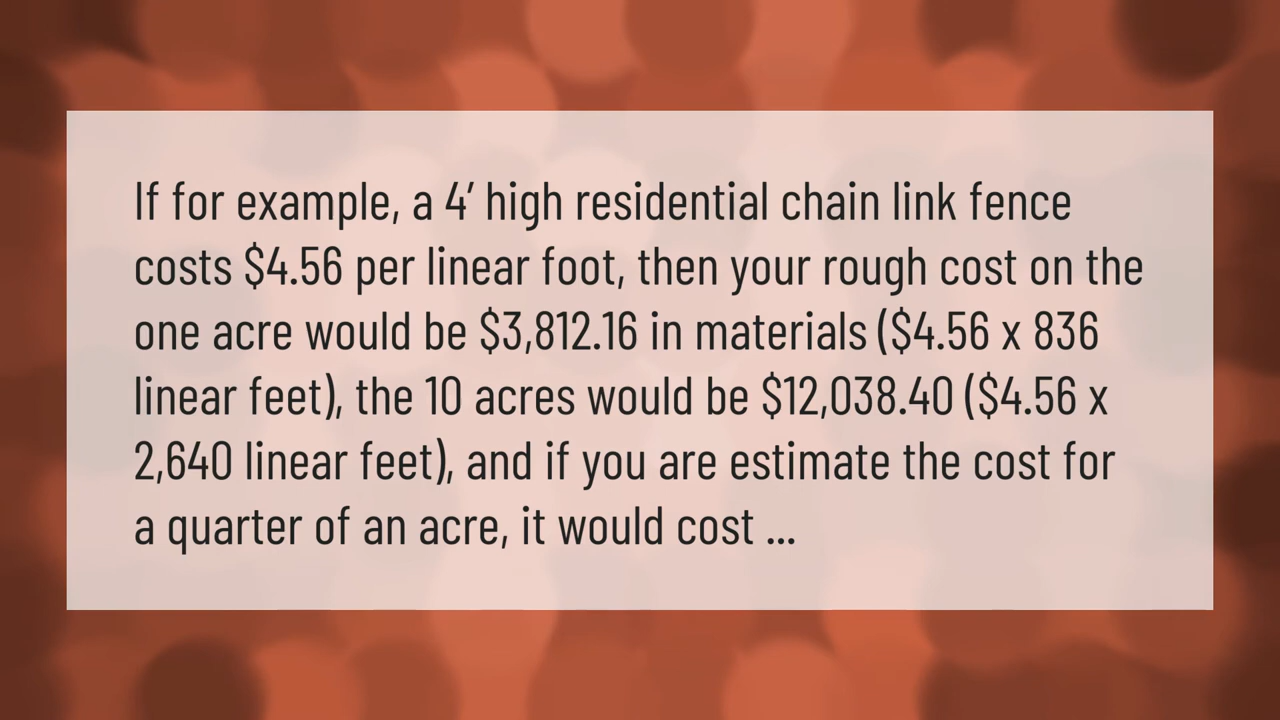 If for example, a 4’ high residential chain link fence
costs $4.56 per linear foot, then your rough cost on the
one acre would be $3,812.16 in materials ($4.56 x 836
linear feet), the 10 acres would be $12,038.40 ($4.56 x
2,640 linear feet), and if you are estimate the cost for
a quarter of an acre, it would cost ...